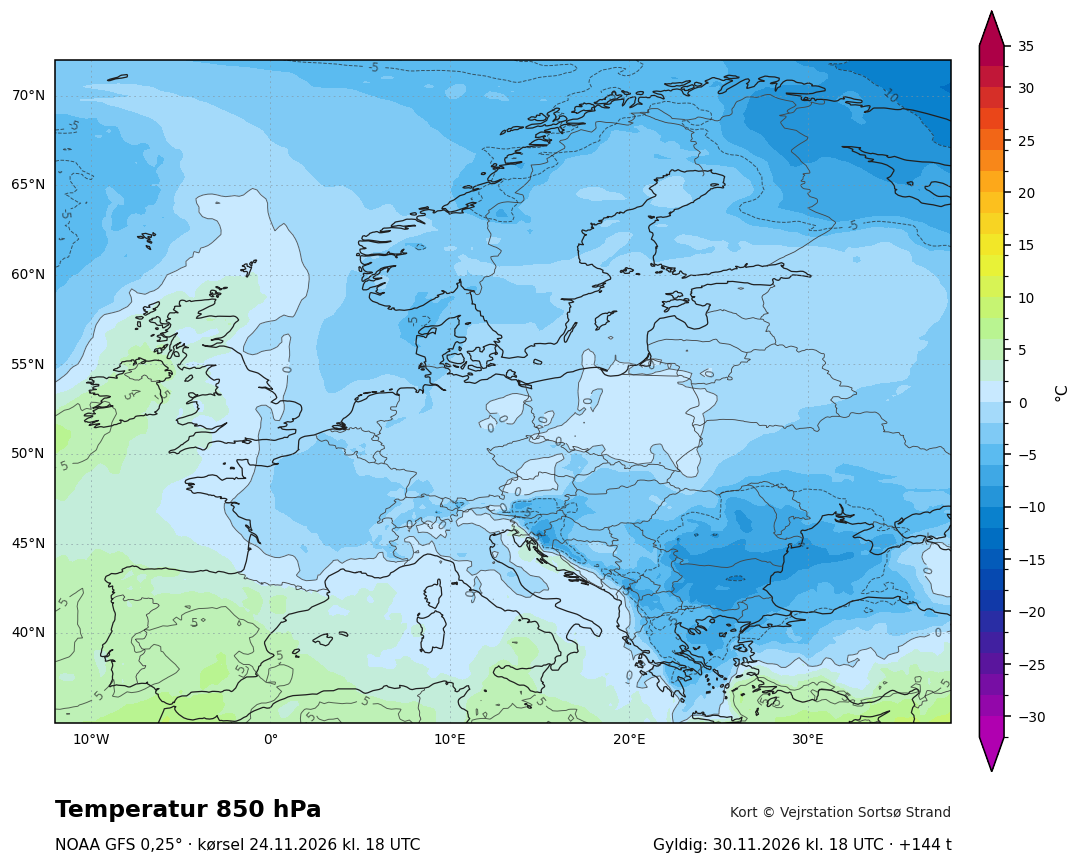 35
30
25
20
15
10
5
0
−5
−10
−15
−20
−25
−30
°C
70°N
65°N
60°N
55°N
50°N
45°N
40°N
10°W
0°
10°E
20°E
30°E
Temperatur 850 hPa
Kort © Vejrstation Sortsø Strand
NOAA GFS 0,25° · kørsel 24.11.2026 kl. 18 UTC
Gyldig: 30.11.2026 kl. 18 UTC · +144 t